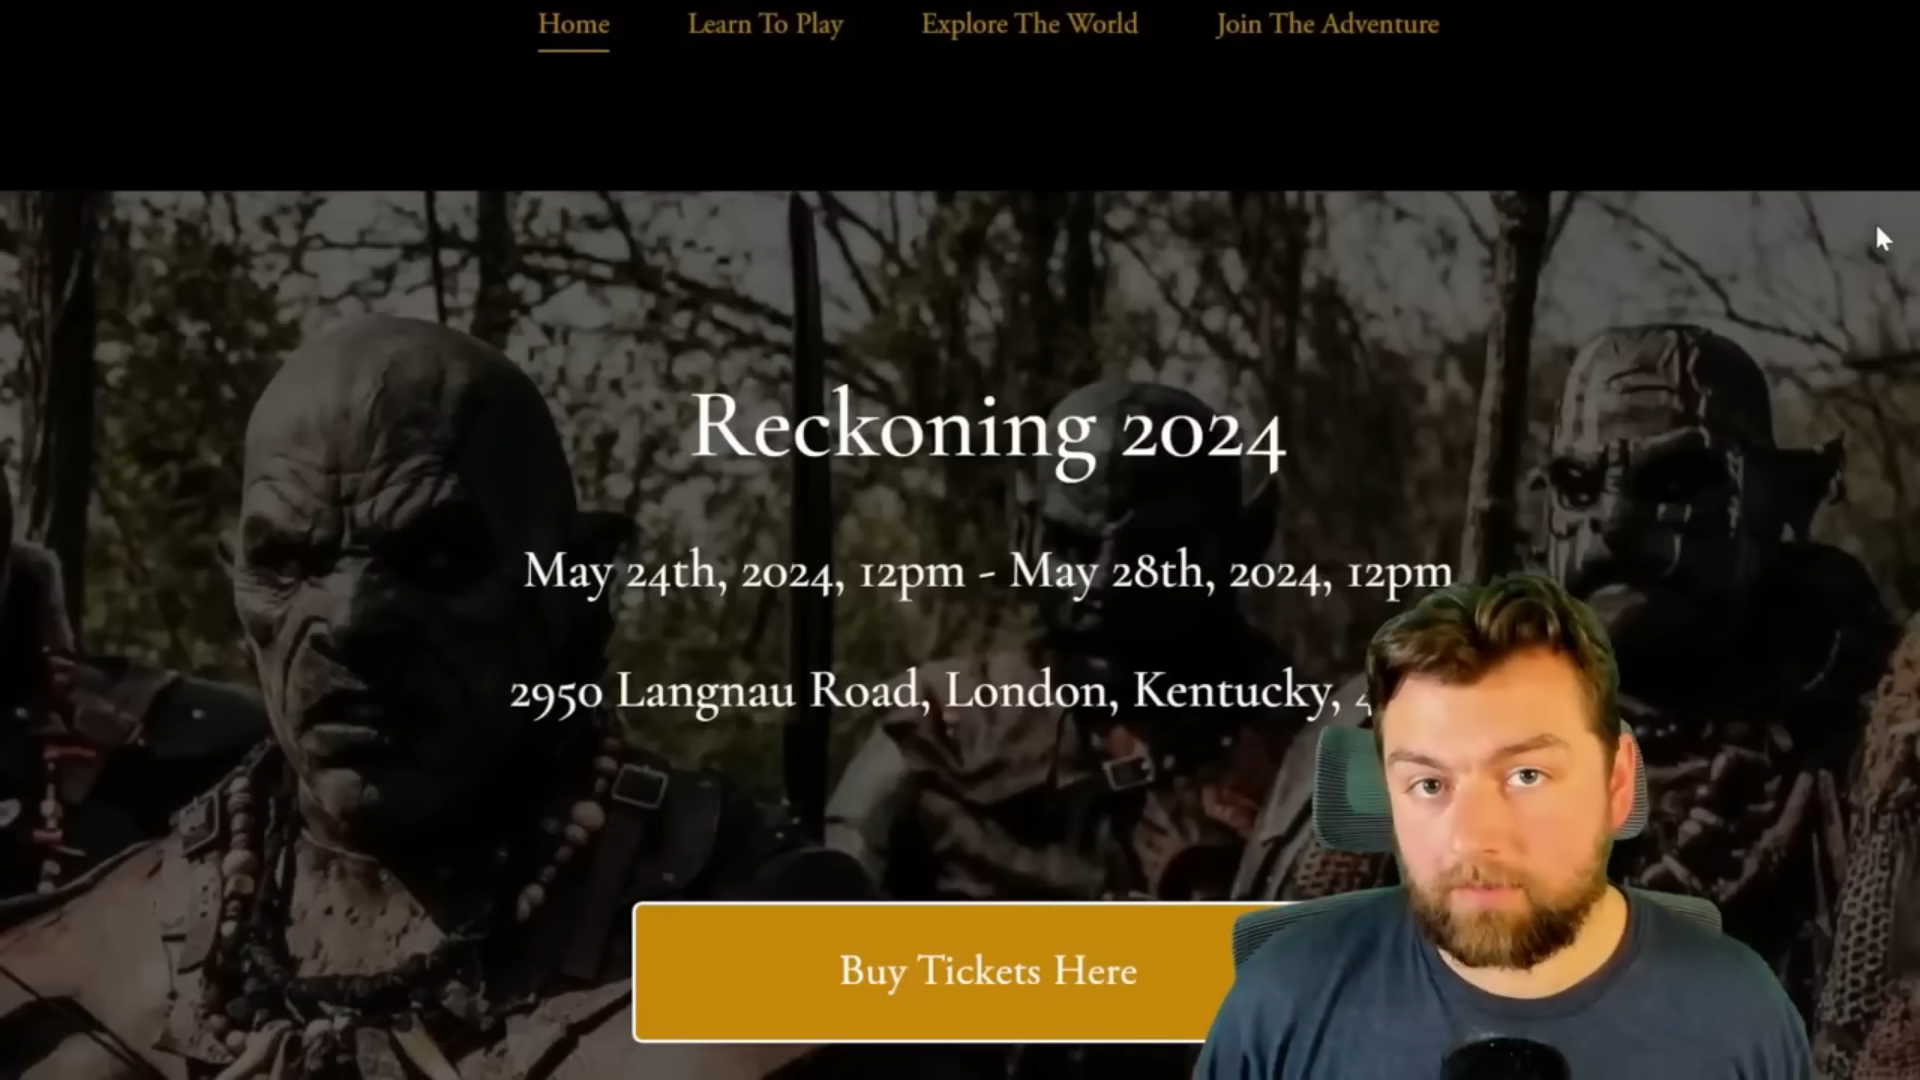 Home Learn To Play Explore The World Join The Adventure
Reckoning 2024
May 24th, 2024, 12pm - May 28th, 2024, 12pm
2950 Langnau Road, London, Kentucky,
Buy Tickets Here